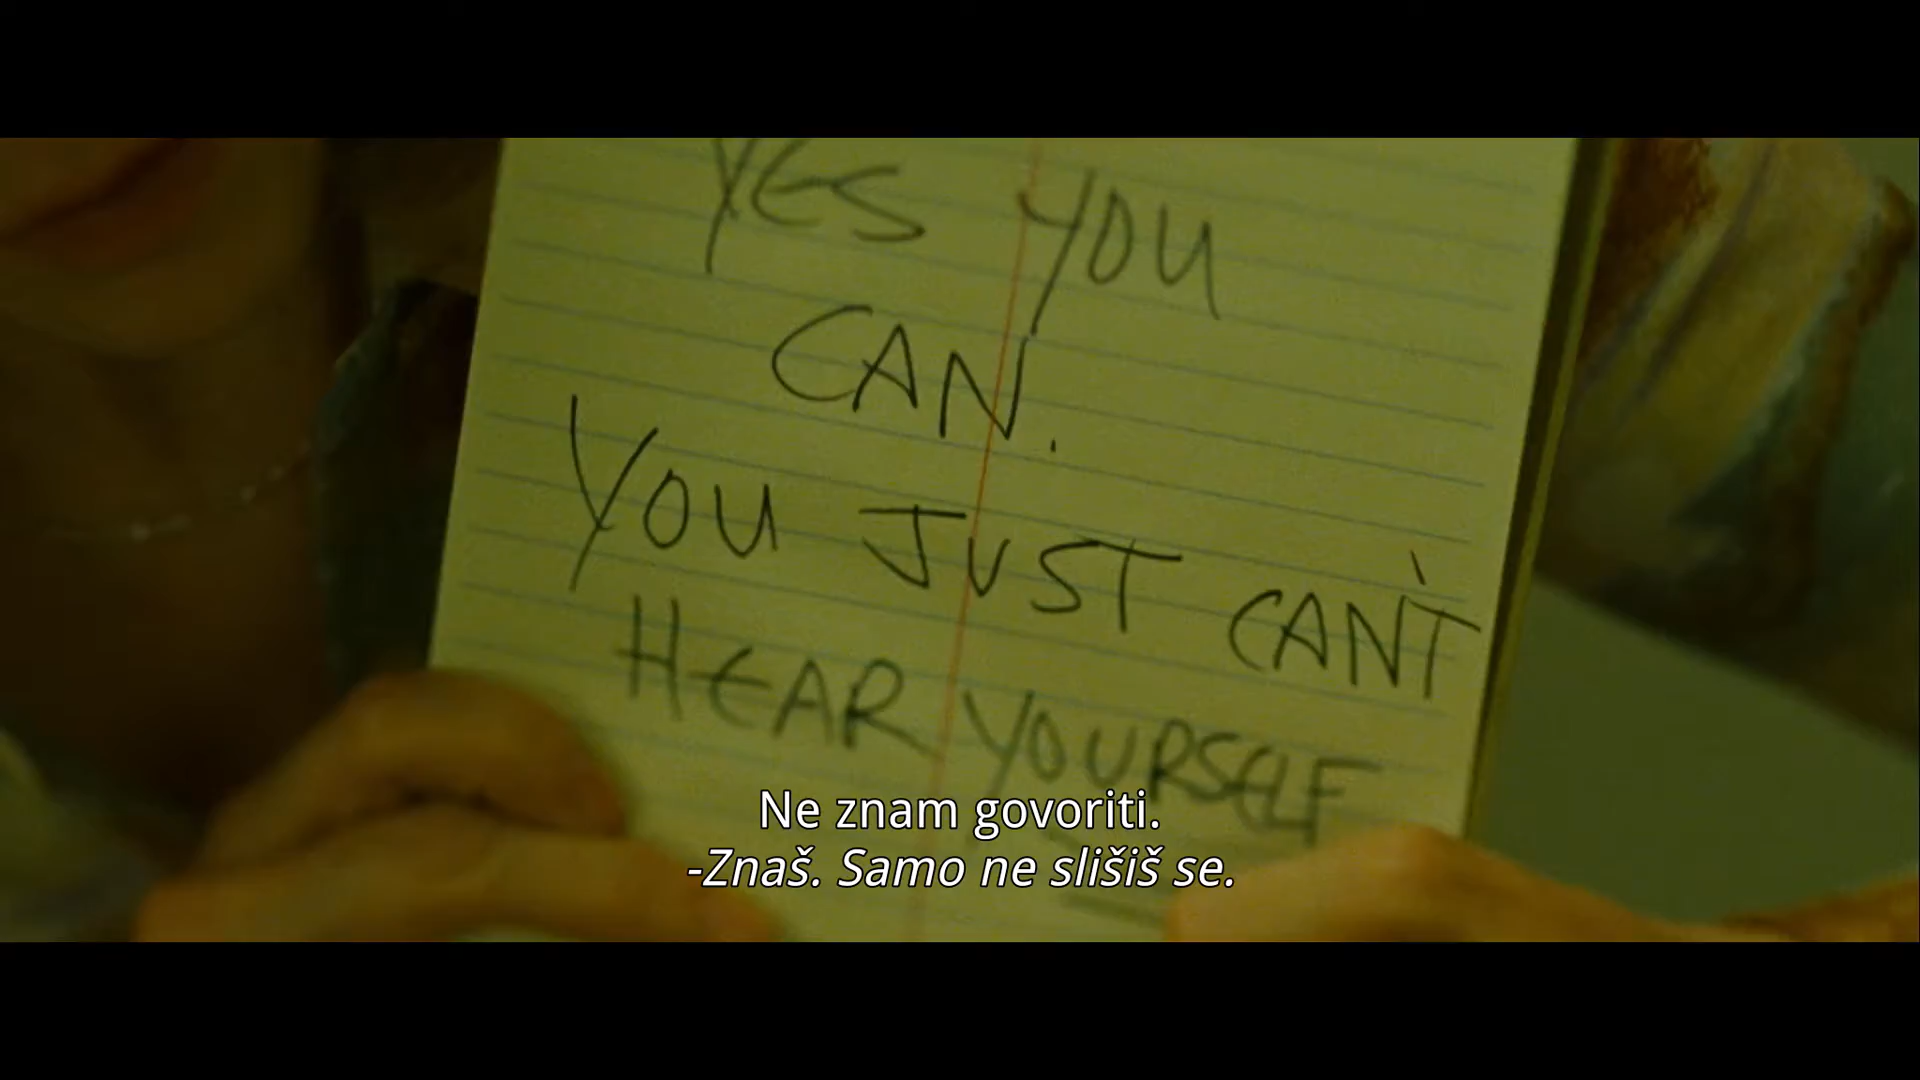 YES YOU
CAN.
YOU JUST CAN'T
HEAR YOURSELF
Ne znam govoriti.
-Znaš. Samo ne slišiš se.